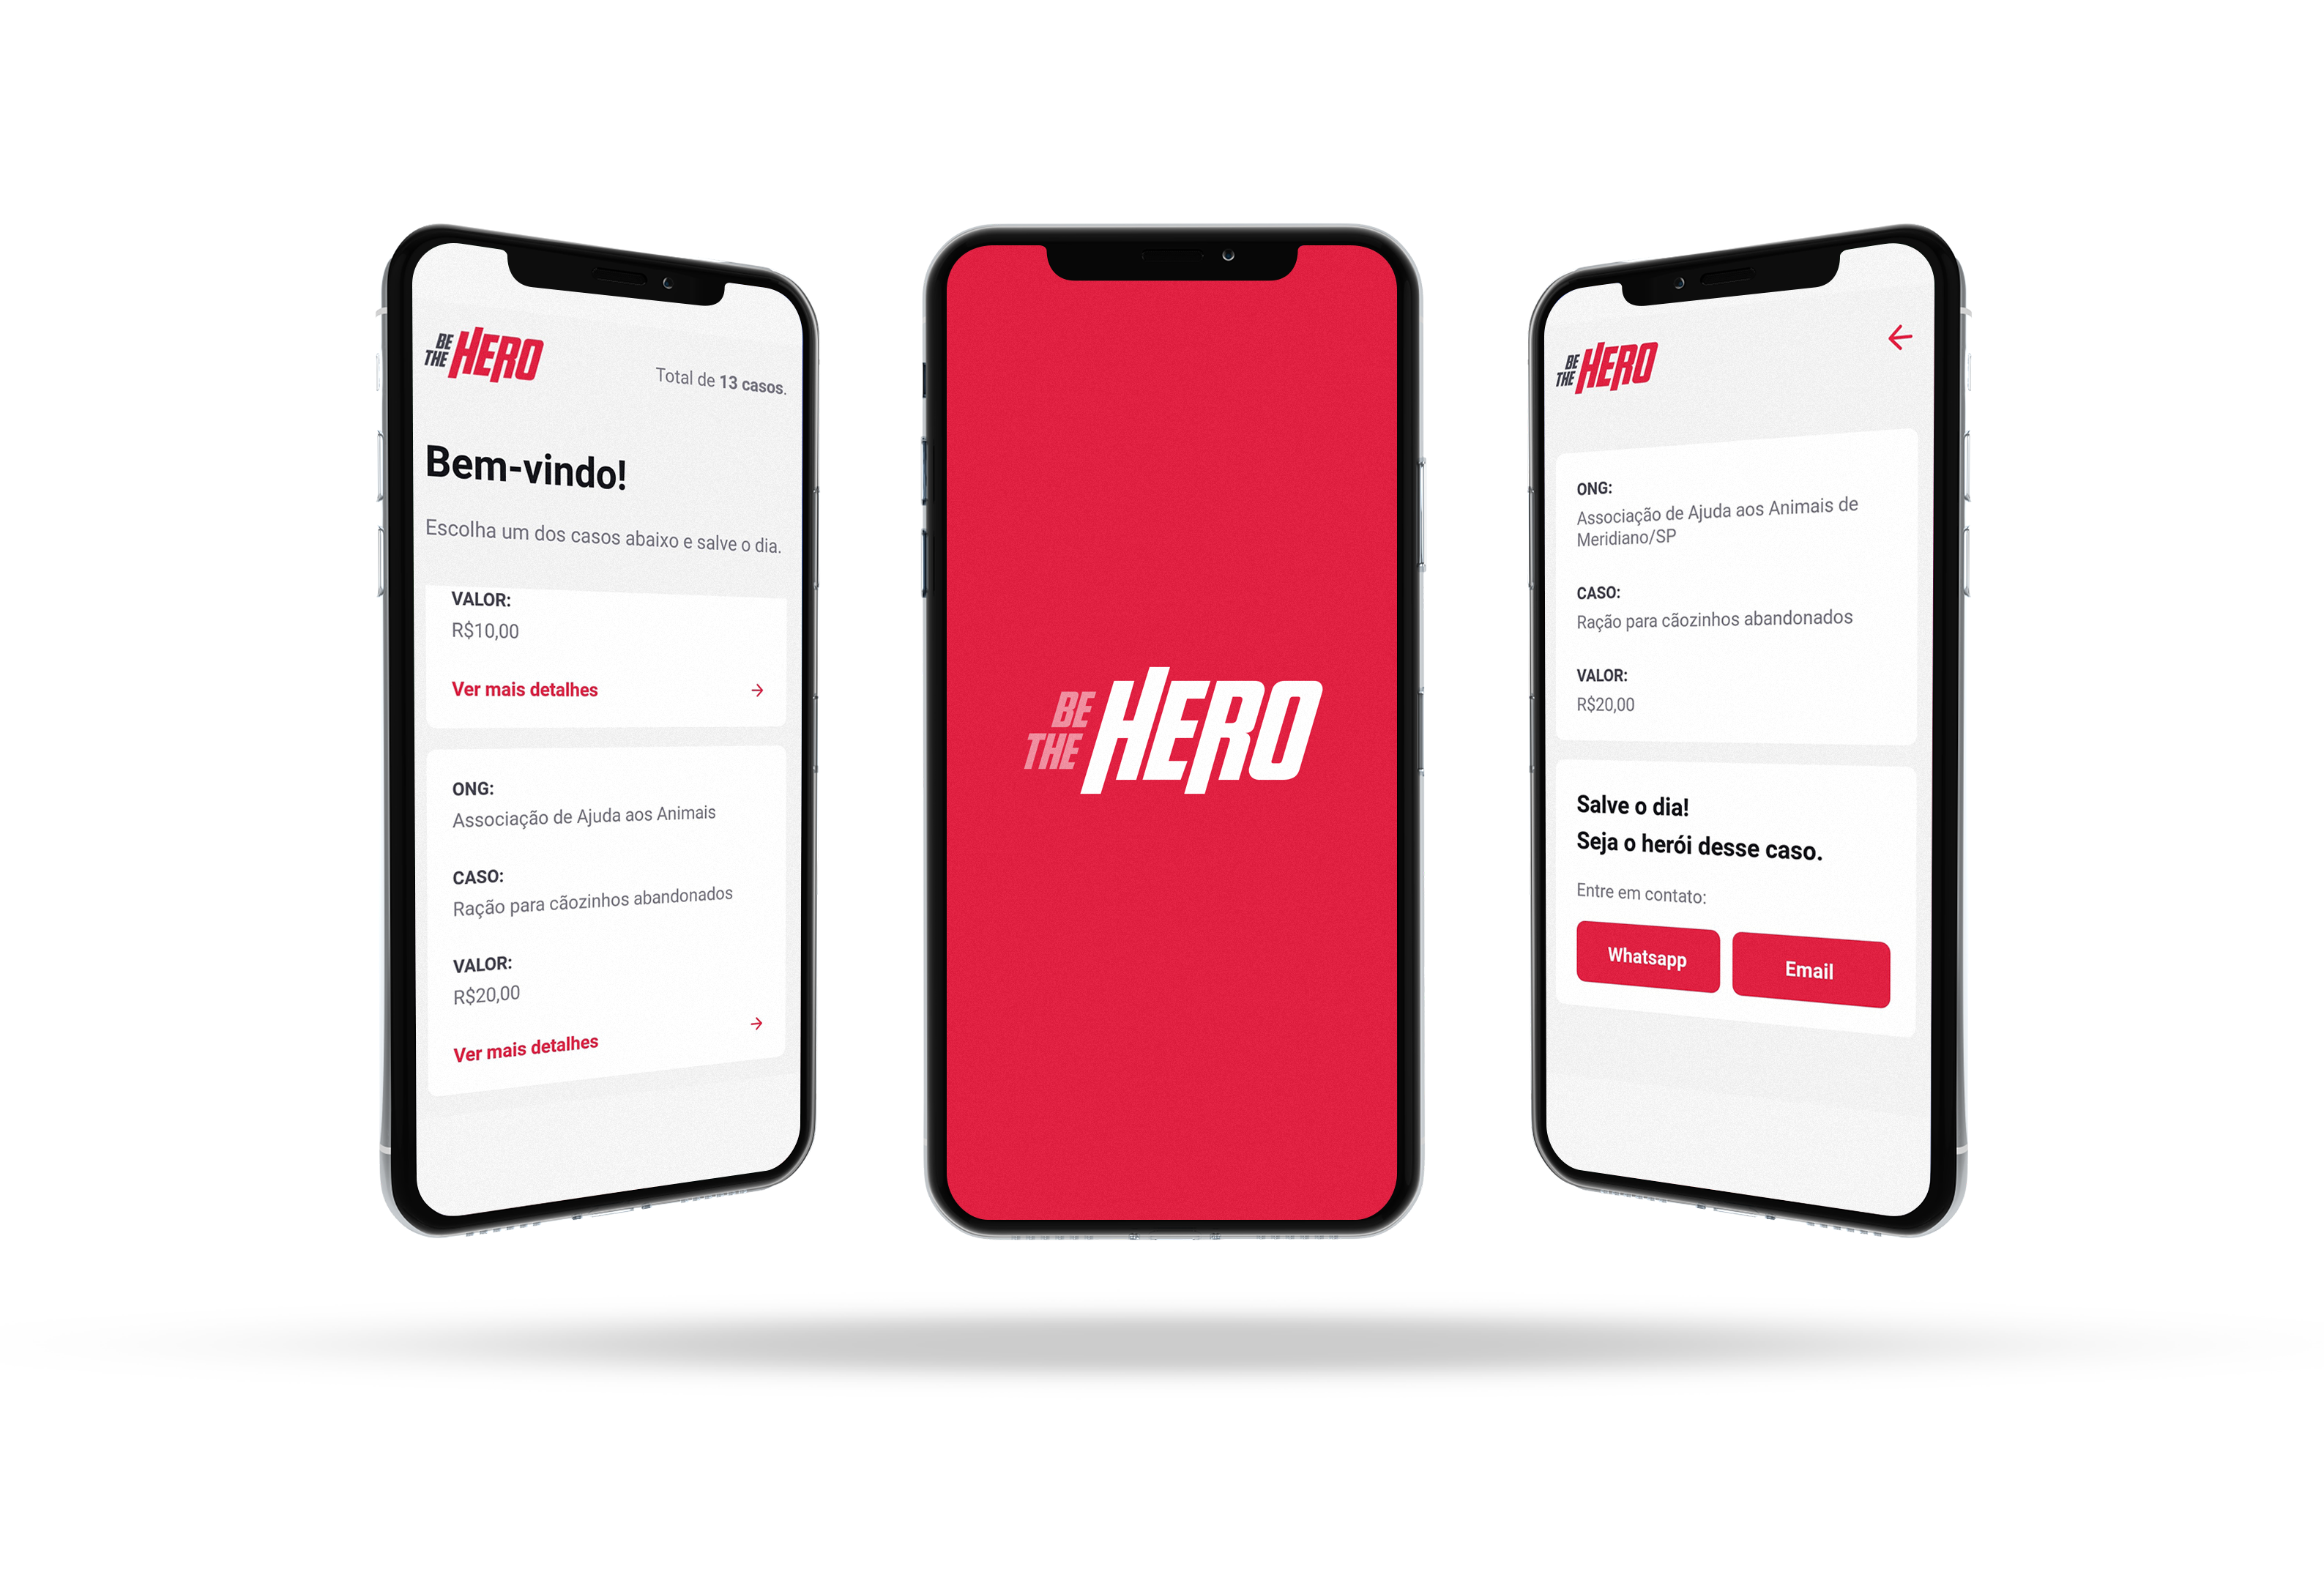 BE
THE HERO
Total de 13 casos.
Bem-vindo!
Escolha um dos casos abaixo e salve o dia.
VALOR:
R$10,00
Ver mais detalhes
ONG:
Associação de Ajuda aos Animais
CASO:
Ração para cãozinhos abandonados
VALOR:
R$20,00
Ver mais detalhes
BE
THE HERO
BE
THE HERO
ONG:
Associação de Ajuda aos Animais de
Meridiano/SP
CASO:
Ração para cãozinhos abandonados
VALOR:
R$20,00
Salve o dia!
Seja o herói desse caso.
Entre em contato:
Whatsapp
Email